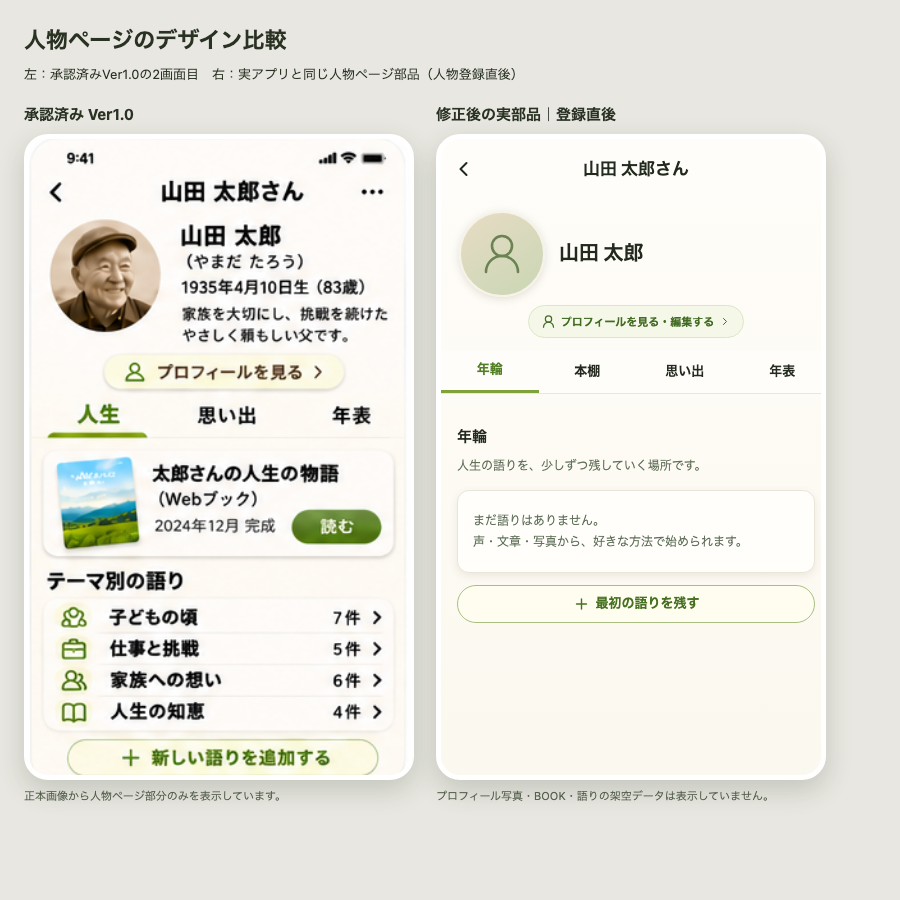 人物ページのデザイン比較
左：承認済みVer1.0の2画面目　右：実アプリと同じ人物ページ部品（人物登録直後）
承認済み Ver1.0
9:41
山田 太郎さん
山田 太郎
（やまだ たろう）
1935年4月10日生（83歳）
家族を大切にし、挑戦を続けた
やさしく頼もしい父です。
プロフィールを見る
人生
思い出
年表
太郎さんの人生の物語
（Webブック）
2024年12月 完成
読む
テーマ別の語り
子どもの頃 7件
仕事と挑戦 5件
家族への想い 6件
人生の知恵 4件
＋ 新しい語りを追加する
正本画像から人物ページ部分のみを表示しています。
修正後の実部品｜登録直後
山田 太郎さん
山田 太郎
プロフィールを見る・編集する
年輪
本棚
思い出
年表
年輪
人生の語りを、少しずつ残していく場所です。
まだ語りはありません。
声・文章・写真から、好きな方法で始められます。
＋ 最初の語りを残す
プロフィール写真・BOOK・語りの架空データは表示していません。